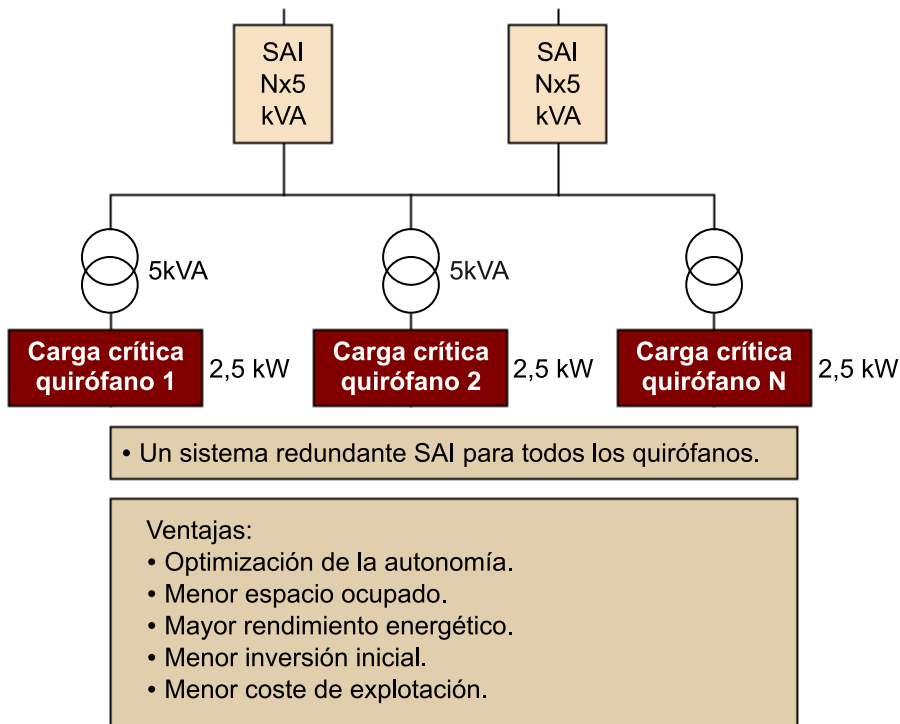 SAI
Nx5
kVA
SAI
Nx5
kVA
5kVA
5kVA
Carga crítica
quirófano 1
2,5 kW
Carga crítica
quirófano 2
2,5 kW
Carga crítica
quirófano N
2,5 kW
• Un sistema redundante SAI para todos los quirófanos.
Ventajas:
• Optimización de la autonomía.
• Menor espacio ocupado.
• Mayor rendimiento energético.
• Menor inversión inicial.
• Menor coste de explotación.